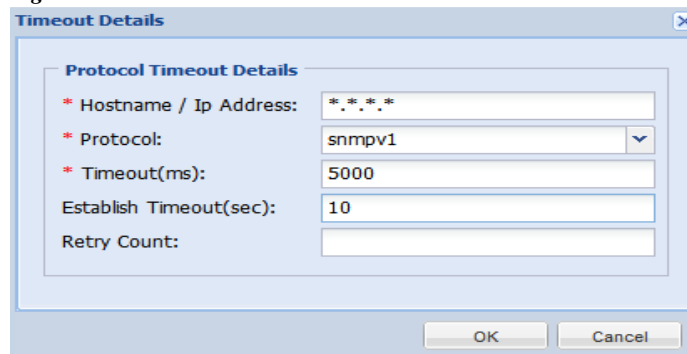 Timeout Details
Protocol Timeout Details
* Hostname / Ip Address: *.*.*.*
* Protocol: snmpv1
* Timeout(ms): 5000
Establish Timeout(sec): 10
Retry Count:
OK Cancel